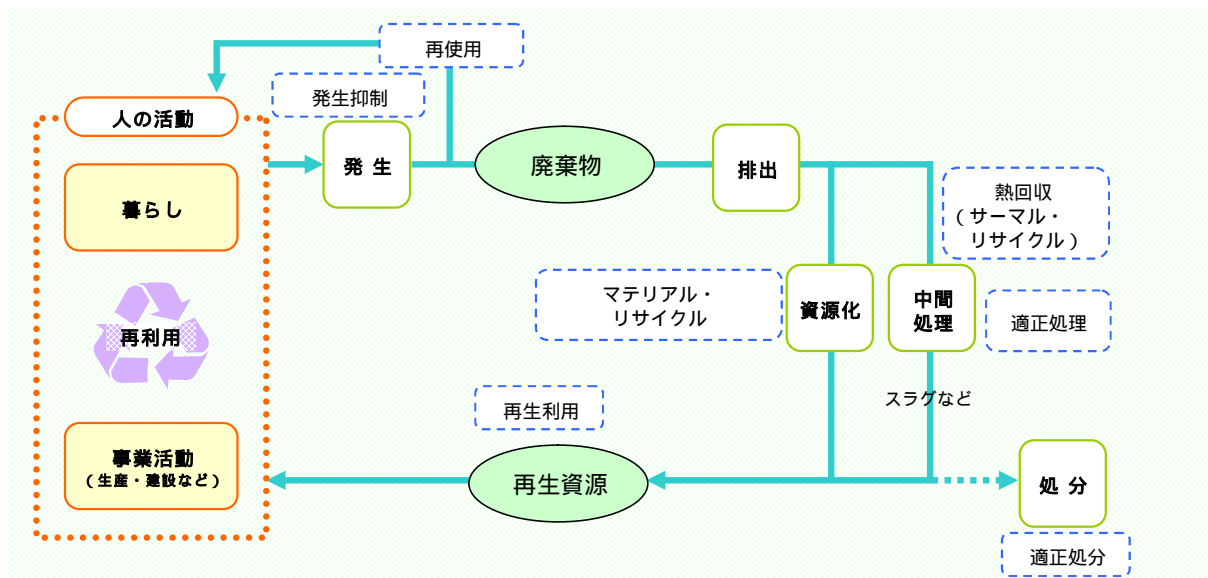 再使用
発生抑制
人の活動
発 生
廃棄物
排出
暮らし
熱回収
（サーマル・
リサイクル）
マテリアル・
リサイクル
資源化
中間
処理
適正処理
再利用
スラグなど
再生利用
事業活動
（生産・建設など）
再生資源
処 分
適正処分